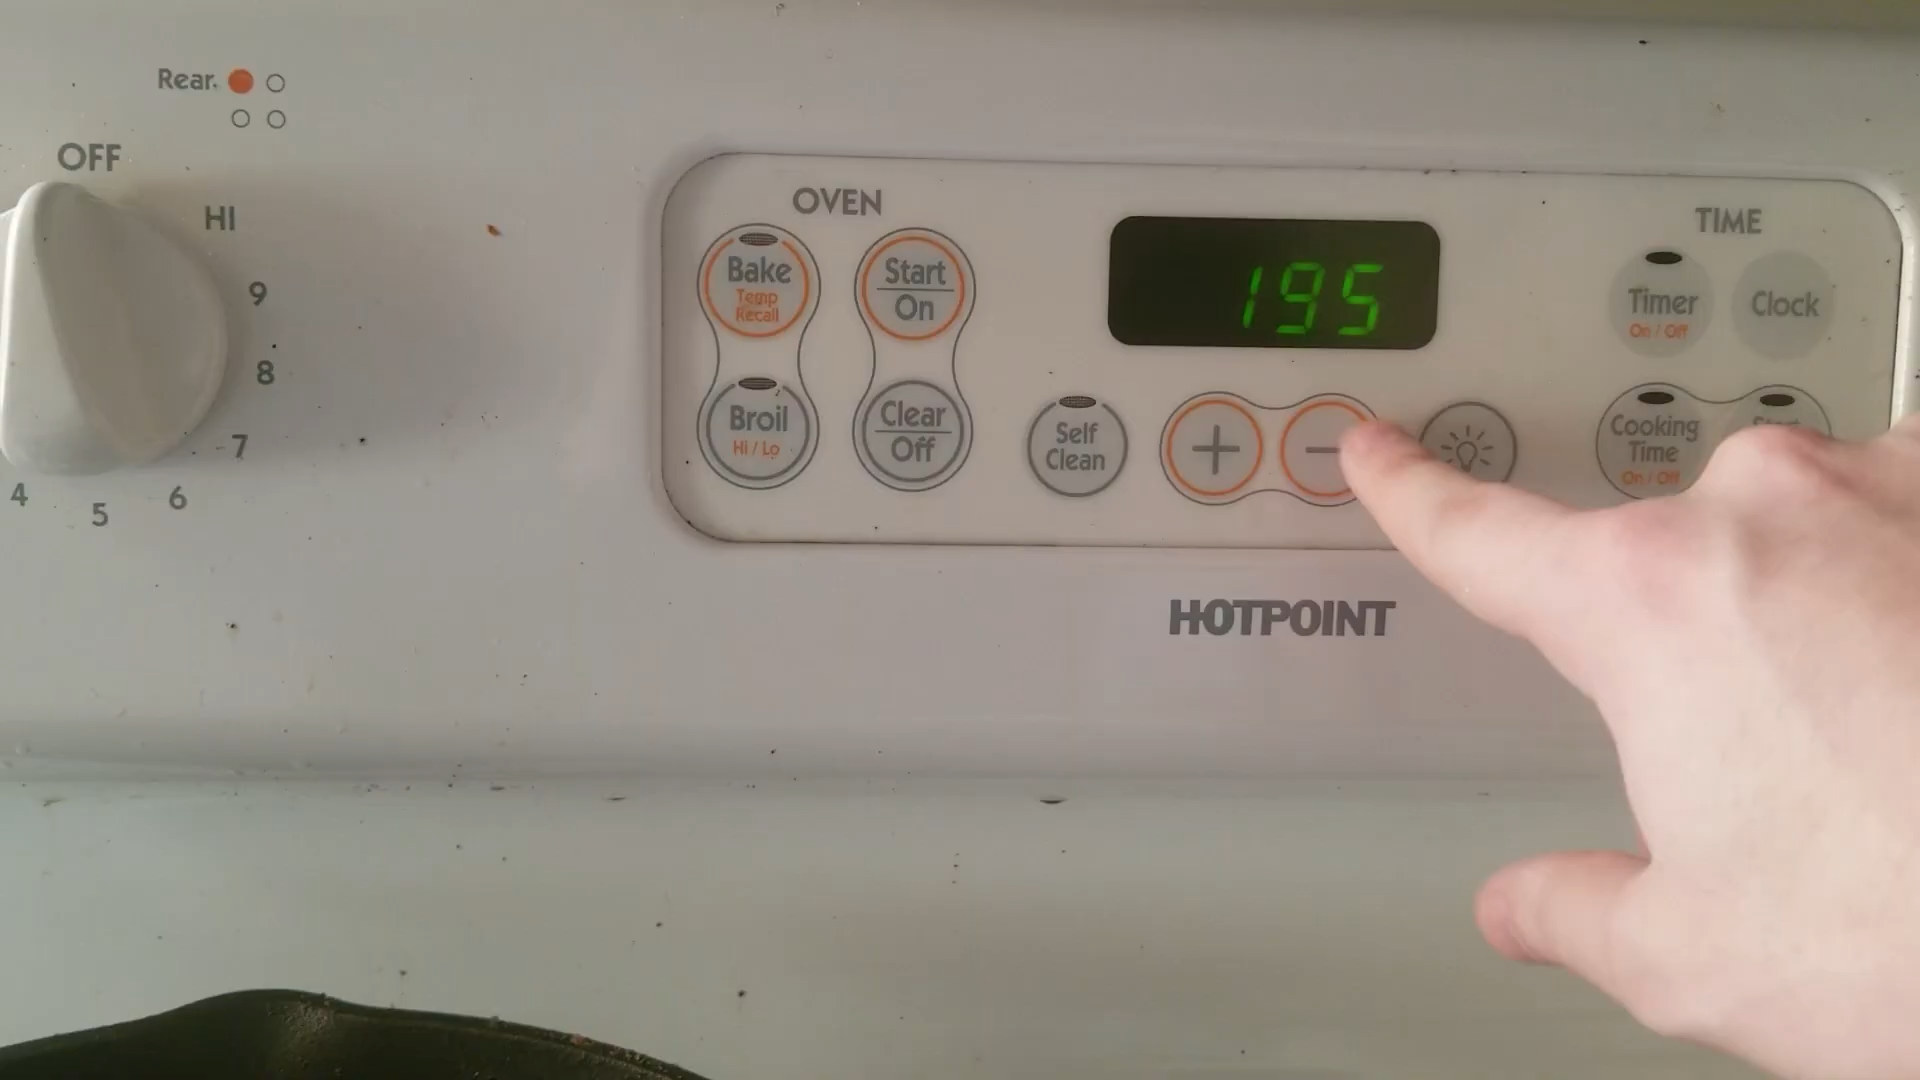 Rear.
OFF
HI
9
8
7
6
5
4
OVEN
Bake
Temp
Recall
Start
On
Broil
Hi / Lo
Clear
Off
Self
Clean
195
+
−
TIME
Timer
On / Off
Clock
Cooking
Time
On / Off
Start
HOTPOINT